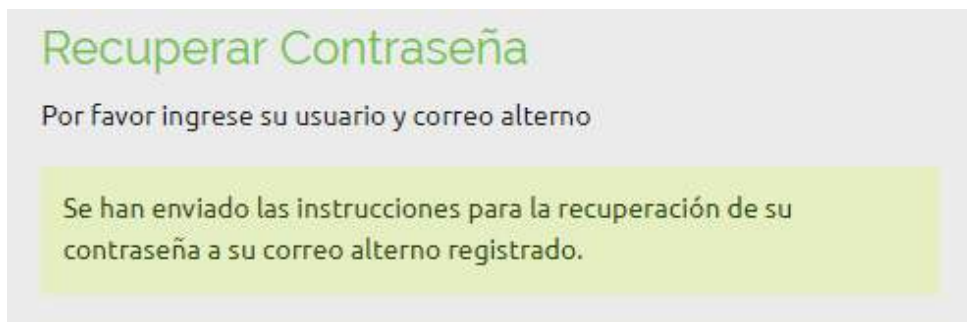 Recuperar Contraseña
Por favor ingrese su usuario y correo alterno
Se han enviado las instrucciones para la recuperación de su
contraseña a su correo alterno registrado.